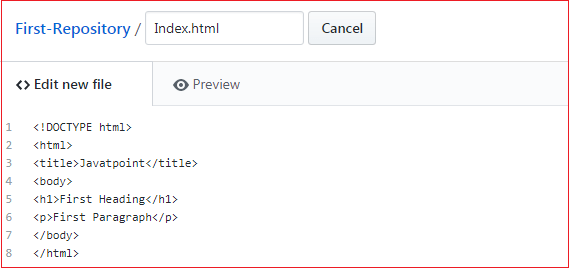 First-Repository / Index.html Cancel
<> Edit new file Preview
1 <!DOCTYPE html>
2 <html>
3 <title>Javatpoint</title>
4 <body>
5 <h1>First Heading</h1>
6 <p>First Paragraph</p>
7 </body>
8 </html>